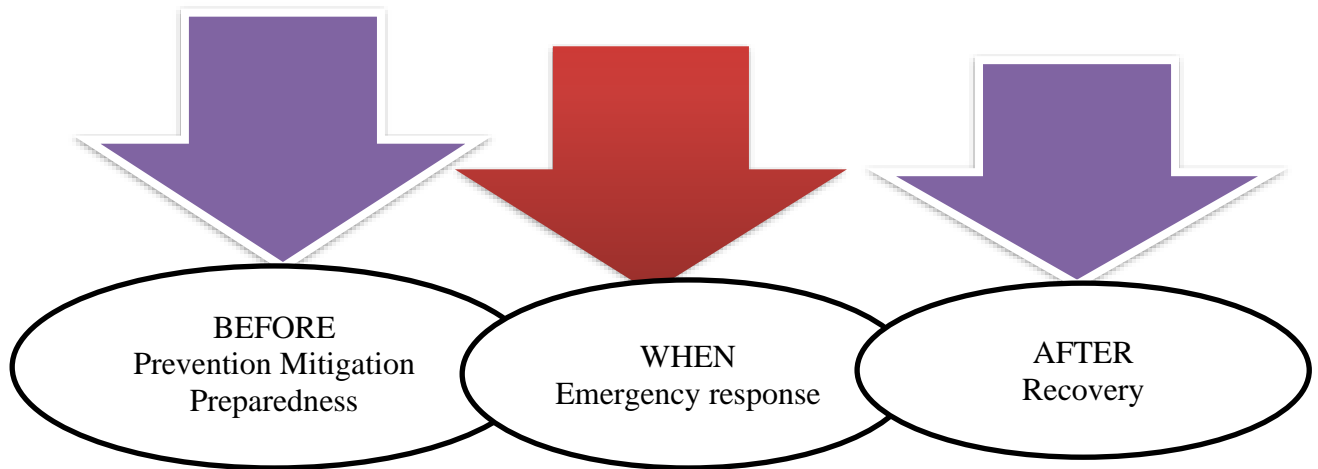 BEFORE
Prevention Mitigation
Preparedness
WHEN
Emergency response
AFTER
Recovery